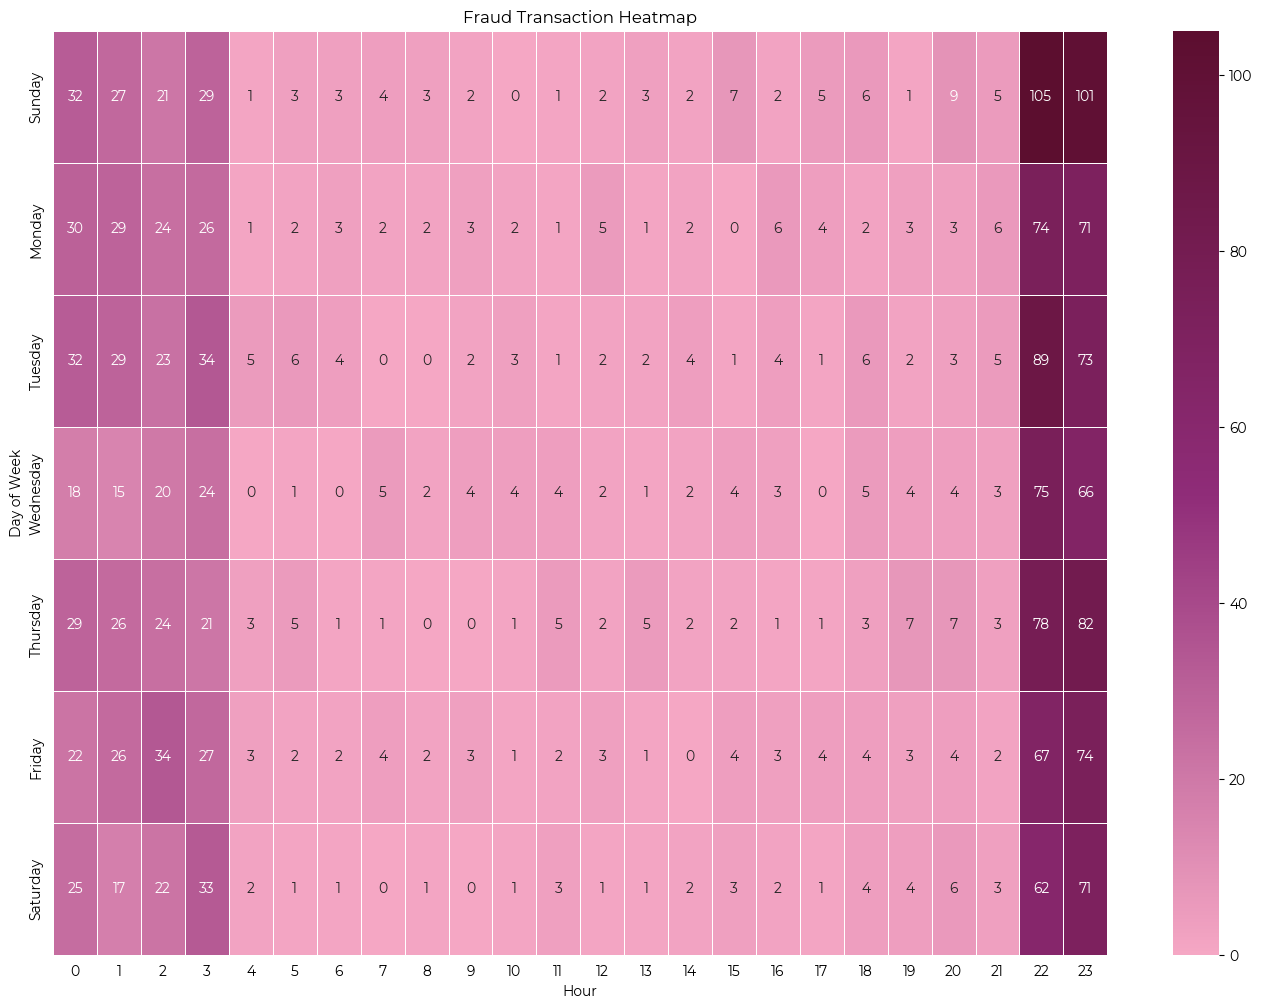 Fraud Transaction Heatmap
Sunday 32 27 21 29 1 3 3 4 3 2 0 1 2 3 2 7 2 5 6 1 9 5 105 101
Monday 30 29 24 26 1 2 3 2 2 3 2 1 5 1 2 0 6 4 2 3 3 6 74 71
Tuesday 32 29 23 34 5 6 4 0 0 2 3 1 2 2 4 1 4 1 6 2 3 5 89 73
Wednesday 18 15 20 24 0 1 0 5 2 4 4 4 2 1 2 4 3 0 5 4 4 3 75 66
Thursday 29 26 24 21 3 5 1 1 0 0 1 5 2 5 2 2 1 1 3 7 7 3 78 82
Friday 22 26 34 27 3 2 2 4 2 3 1 2 3 1 0 4 3 4 4 3 4 2 67 74
Saturday 25 17 22 33 2 1 1 0 1 0 1 3 1 1 2 3 2 1 4 4 6 3 62 71
0 1 2 3 4 5 6 7 8 9 10 11 12 13 14 15 16 17 18 19 20 21 22 23
Hour
Day of Week
100
80
60
40
20
0